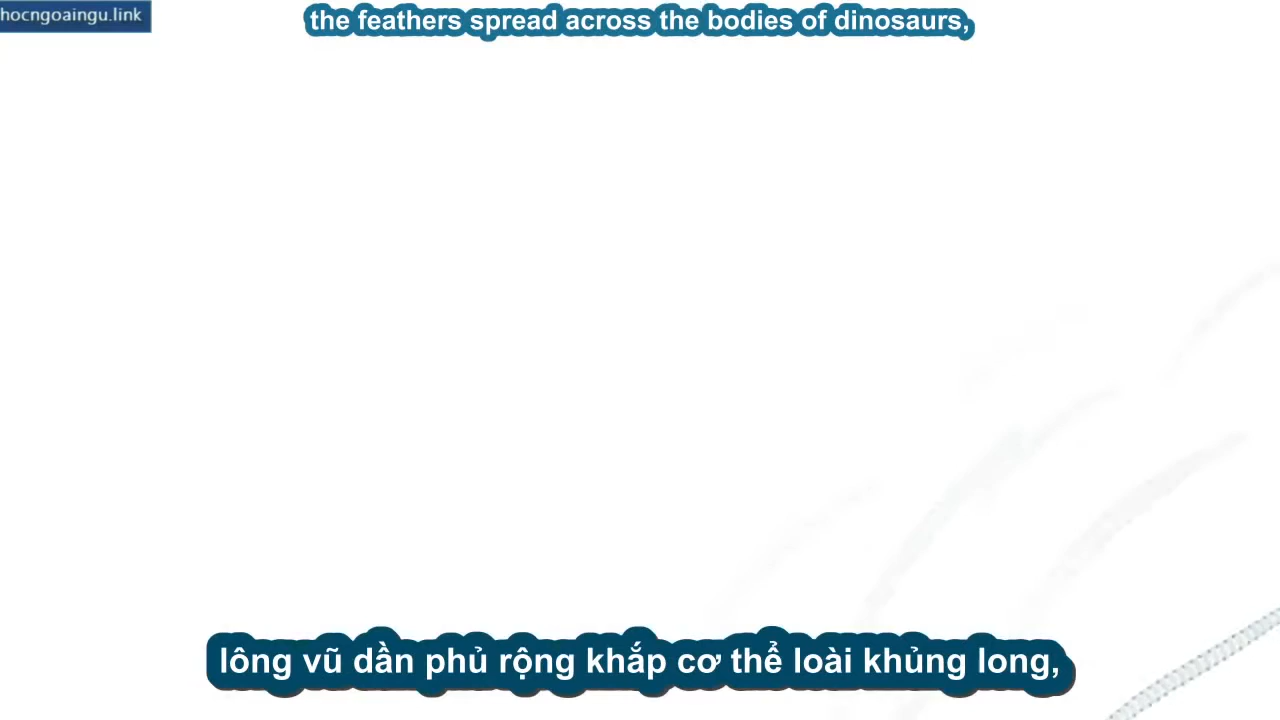 hocngoaingu.link
the feathers spread across the bodies of dinosaurs,
lông vũ dần phủ rộng khắp cơ thể loài khủng long,